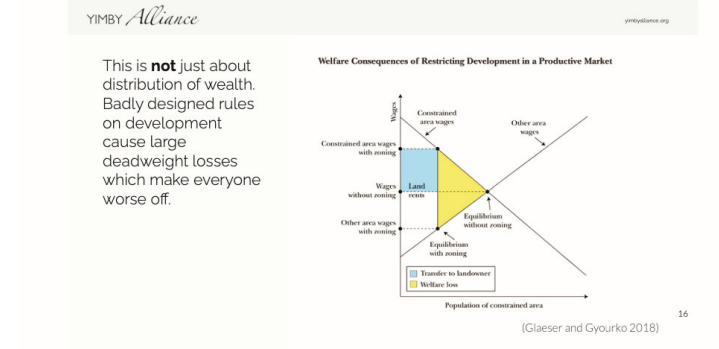 YIMBY Alliance
yimbyalliance.org
This is not just about
distribution of wealth.
Badly designed rules
on development
cause large
deadweight losses
which make everyone
worse off.
Welfare Consequences of Restricting Development in a Productive Market
Wages
Constrained
area wages
Other area
wages
Constrained area wages
with zoning
Wages
without zoning
Land
rents
Other area wages
with zoning
Equilibrium
without zoning
Equilibrium
with zoning
Transfer to landowner
Welfare loss
Population of constrained area
16
(Glaeser and Gyourko 2018)